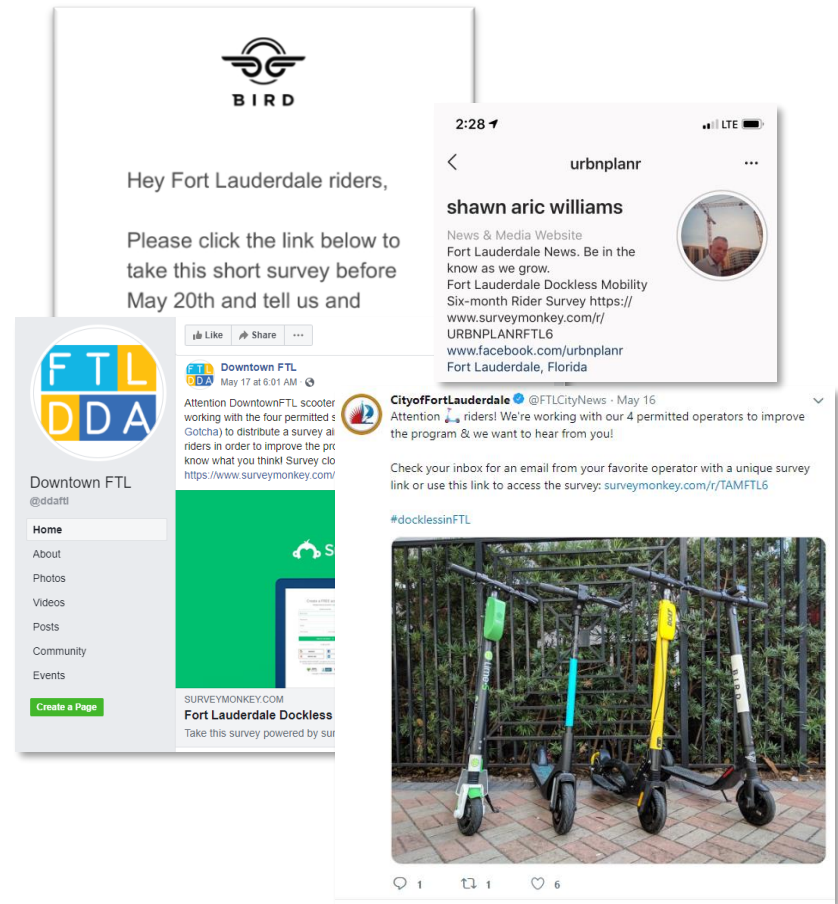 BIRD
Hey Fort Lauderdale riders,
Please click the link below to
take this short survey before
May 20th and tell us and
2:28
LTE
urbnplanr
...
shawn aric williams
News & Media Website
Fort Lauderdale News. Be in the
know as we grow.
Fort Lauderdale Dockless Mobility
Six-month Rider Survey https://
www.surveymonkey.com/r/
URBNPLANRFTL6
www.facebook.com/urbnplanr
Fort Lauderdale, Florida
FTL
DDA
Downtown FTL
@ddaftl
Home
About
Photos
Videos
Posts
Community
Events
Create a Page
Like Share ...
FTL
DDA
Downtown FTL
May 17 at 6:01 AM ·
Attention DowntownFTL scooter
working with the four permitted s
Gotcha) to distribute a survey ai
riders in order to improve the pro
know what you think! Survey clo
https://www.surveymonkey.com/
S
SURVEYMONKEY.COM
Fort Lauderdale Dockless
Take this survey powered by sur
CityofFortLauderdale @FTLCityNews · May 16
Attention riders! We're working with our 4 permitted operators to improve
the program & we want to hear from you!
Check your inbox for an email from your favorite operator with a unique survey
link or use this link to access the survey: surveymonkey.com/r/TAMFTL6
#docklessinFTL
Lime-S
BOLT
BIRD
1 1 6